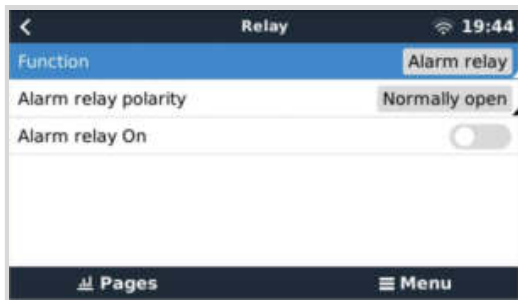 Relay 19:44
Function Alarm relay
Alarm relay polarity Normally open
Alarm relay On
Pages Menu